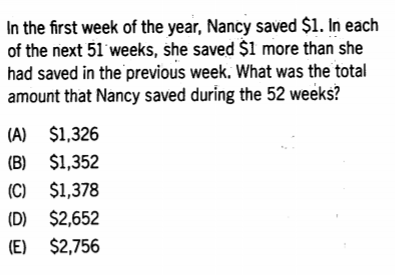 In the first week of the year, Nancy saved $1. In each
of the next 51 weeks, she saved $1 more than she
had saved in the previous week. What was the total
amount that Nancy saved during the 52 weeks?
(A) $1,326
(B) $1,352
(C) $1,378
(D) $2,652
(E) $2,756